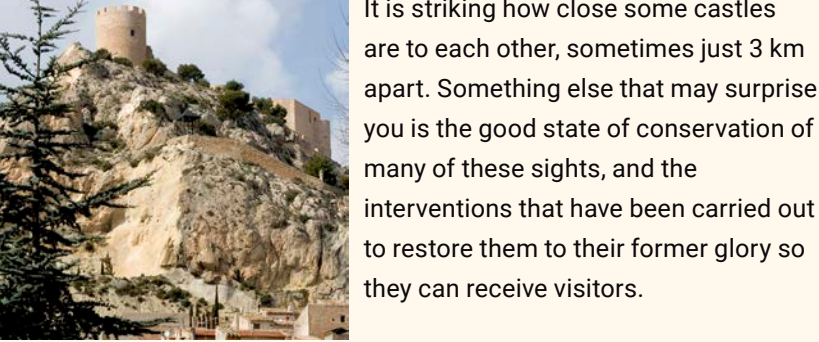 It is striking how close some castles
are to each other, sometimes just 3 km
apart. Something else that may surprise
you is the good state of conservation of
many of these sights, and the
interventions that have been carried out
to restore them to their former glory so
they can receive visitors.